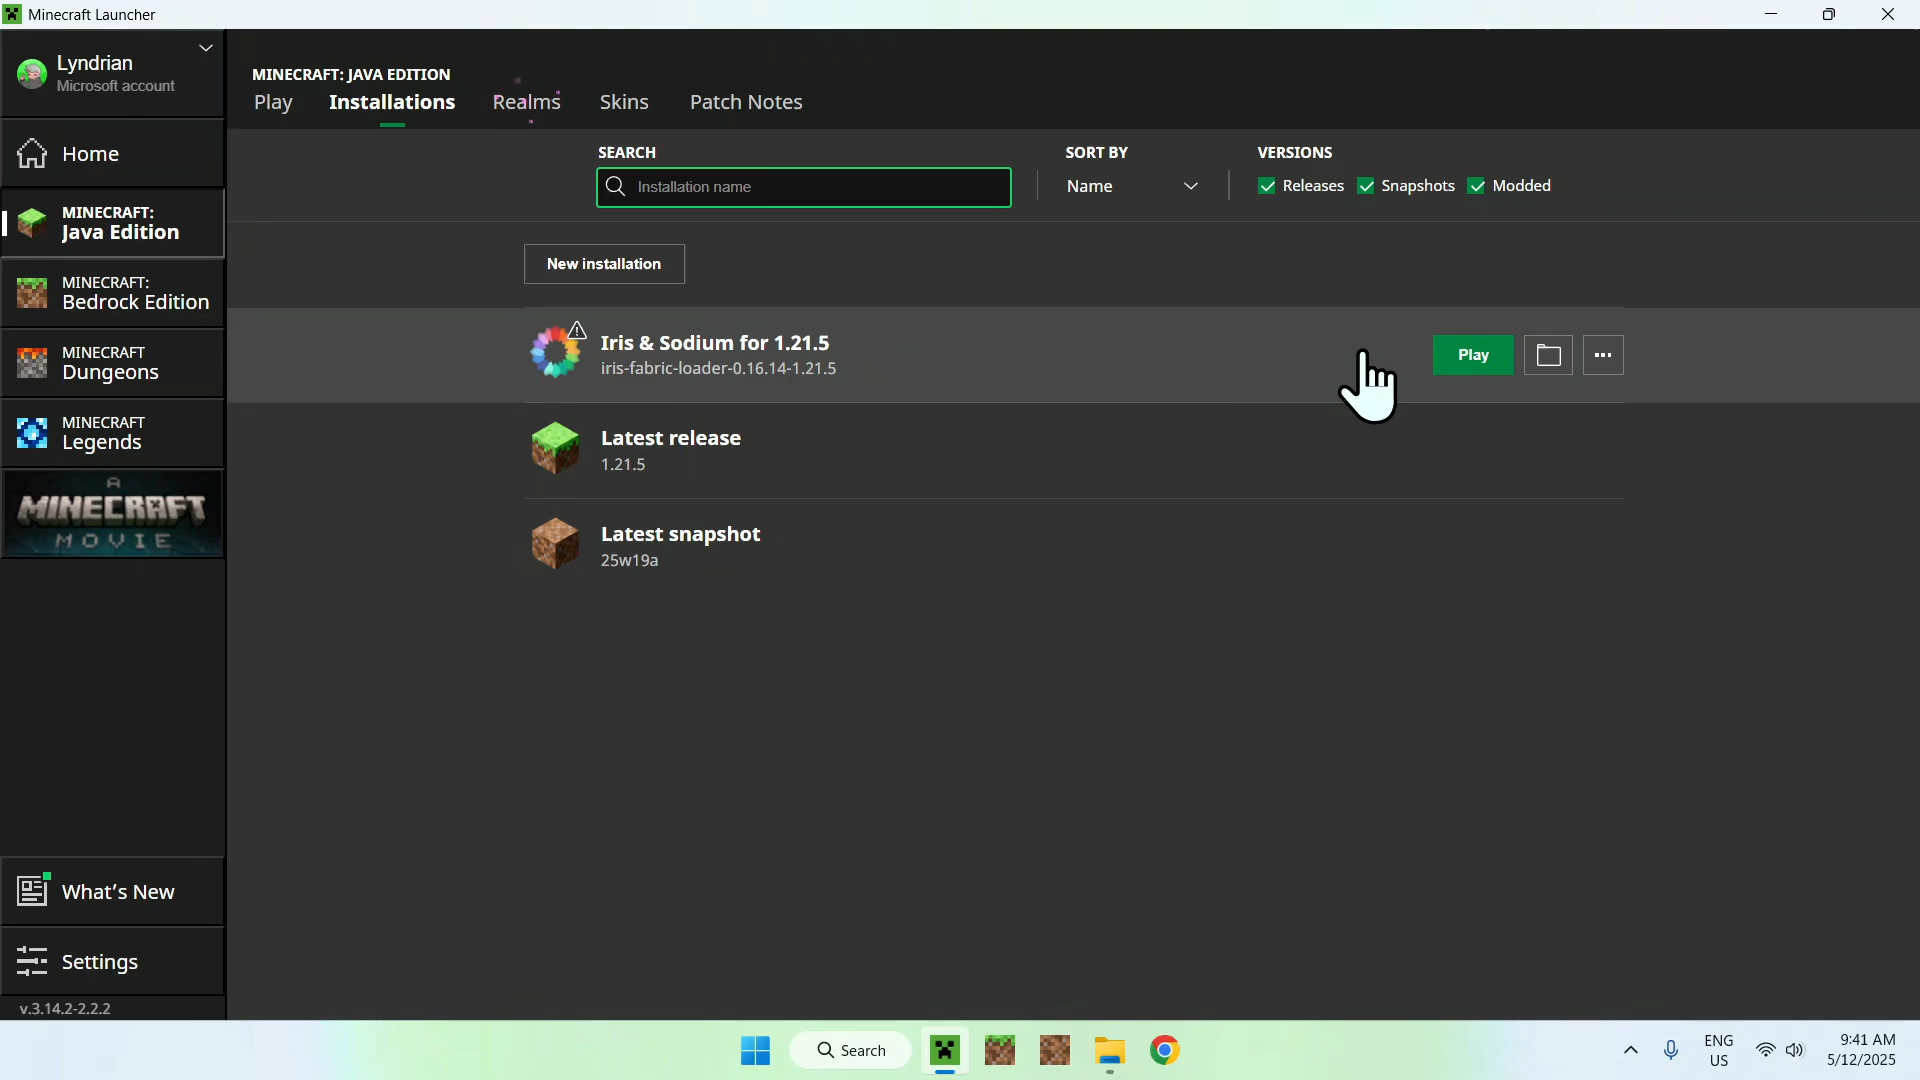 Minecraft Launcher
Lyndrian
Microsoft account
Home
MINECRAFT:
Java Edition
MINECRAFT:
Bedrock Edition
MINECRAFT
Dungeons
MINECRAFT
Legends
A
MINECRAFT
MOVIE
What's New
Settings
v.3.14.2-2.2.2
MINECRAFT: JAVA EDITION
Play Installations Realms Skins Patch Notes
SEARCH SORT BY VERSIONS
Installation name Name Releases Snapshots Modded
New installation
Iris & Sodium for 1.21.5
iris-fabric-loader-0.16.14-1.21.5
Play
Latest release
1.21.5
Latest snapshot
25w19a
Search
ENG
US
9:41 AM
5/12/2025